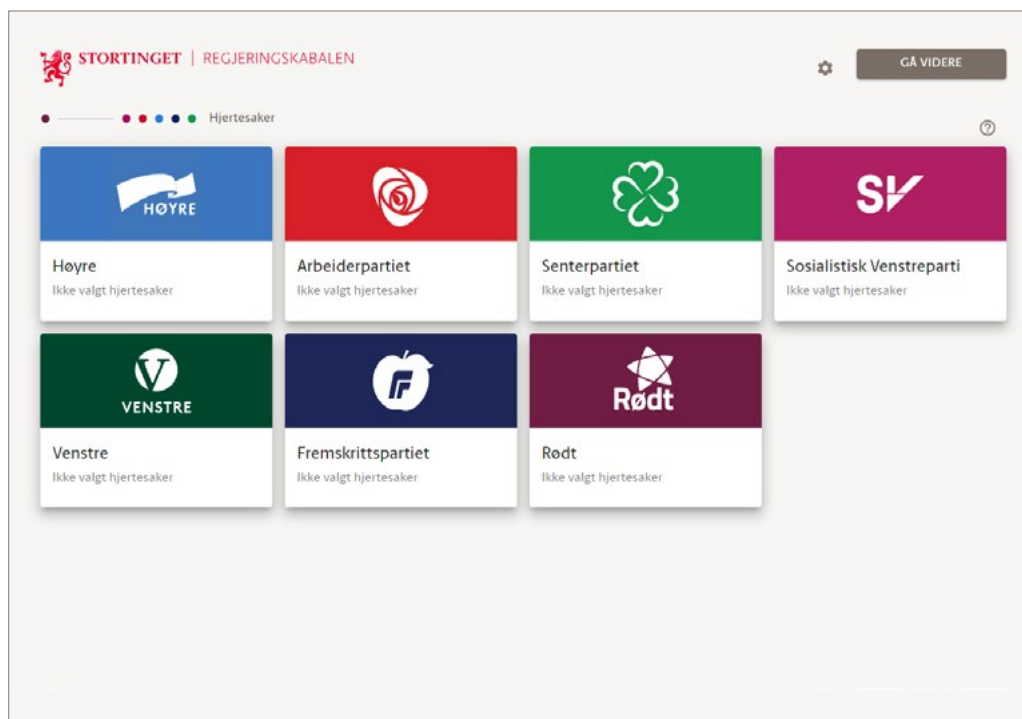 STORTINGET | REGJERINGSKABALEN
GÅ VIDERE
Hjertesaker
?
HØYRE
SV
Høyre
Ikke valgt hjertesaker
Arbeiderpartiet
Ikke valgt hjertesaker
Senterpartiet
Ikke valgt hjertesaker
Sosialistisk Venstreparti
Ikke valgt hjertesaker
V
VENSTRE
F
Rødt
Venstre
Ikke valgt hjertesaker
Fremskrittspartiet
Ikke valgt hjertesaker
Rødt
Ikke valgt hjertesaker